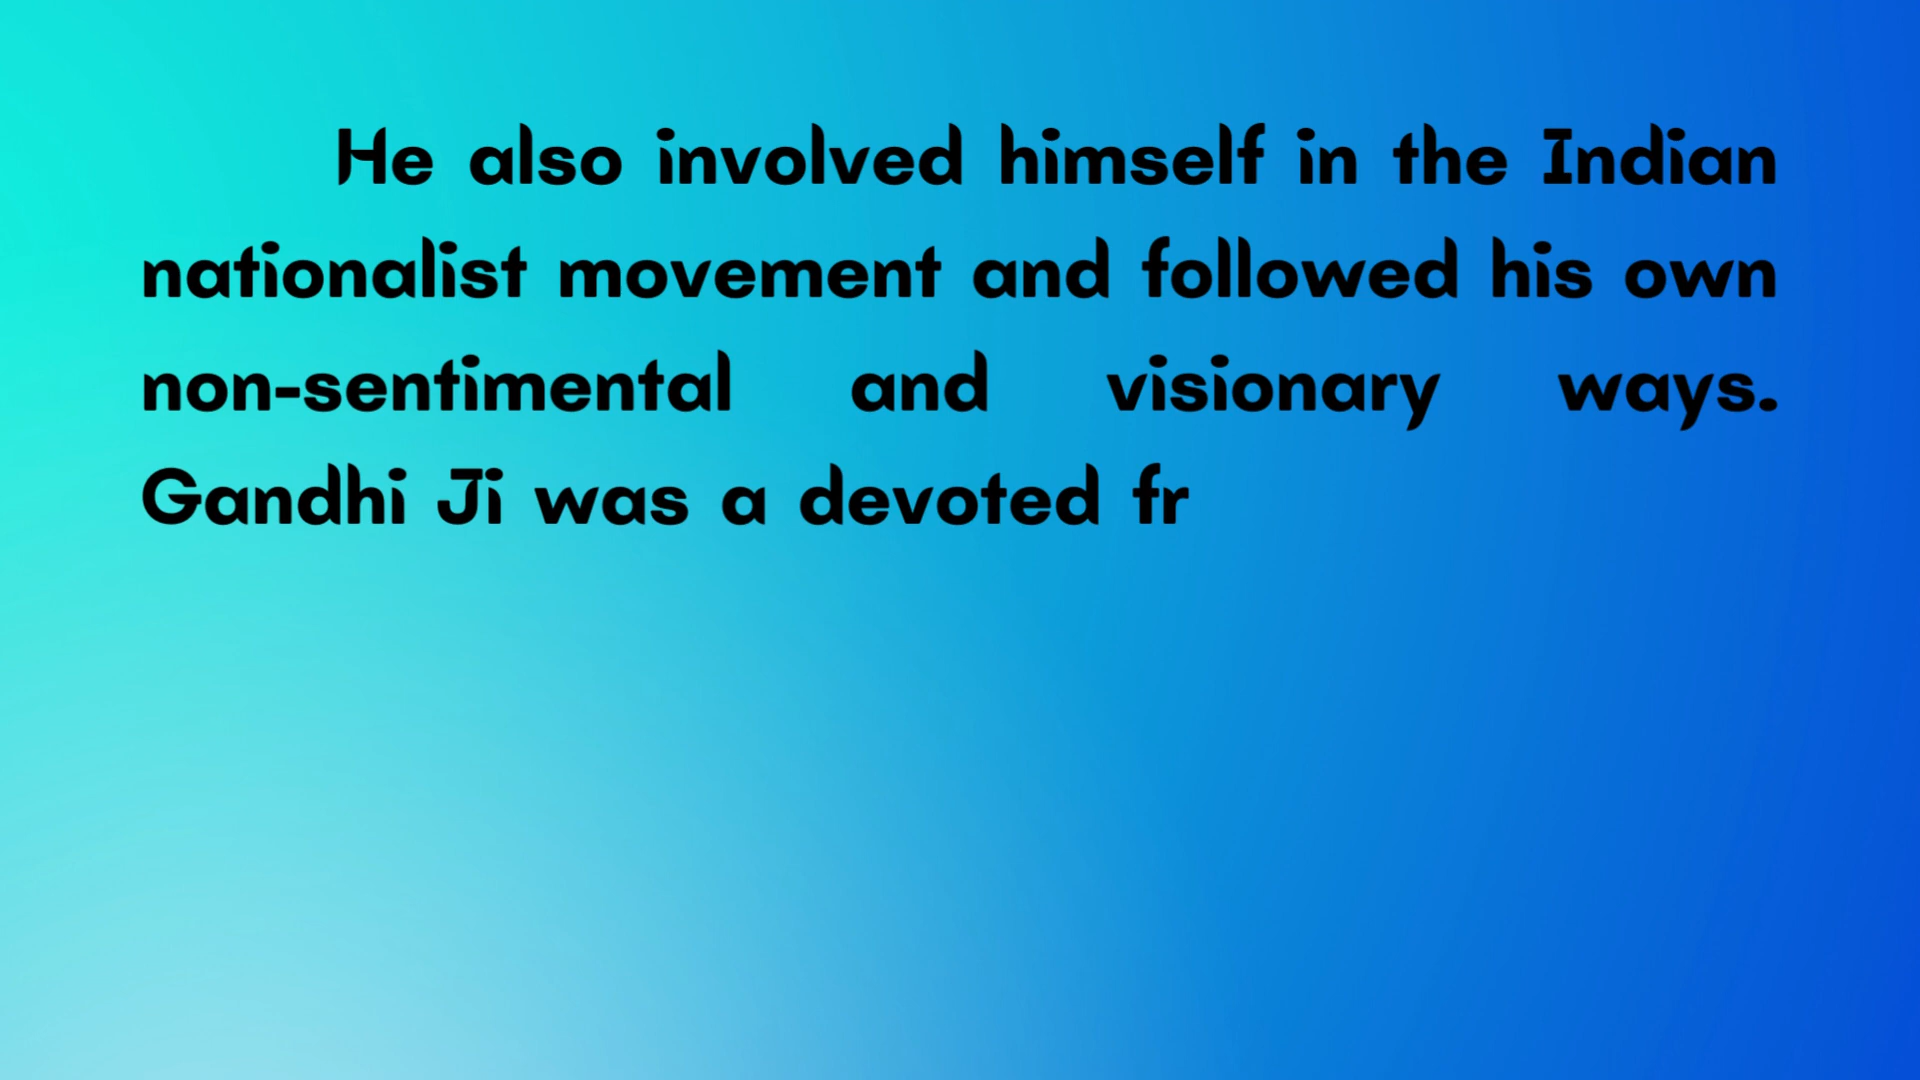 He also involved himself in the Indian
nationalist movement and followed his own
non-sentimental and visionary ways.
Gandhi Ji was a devoted fr